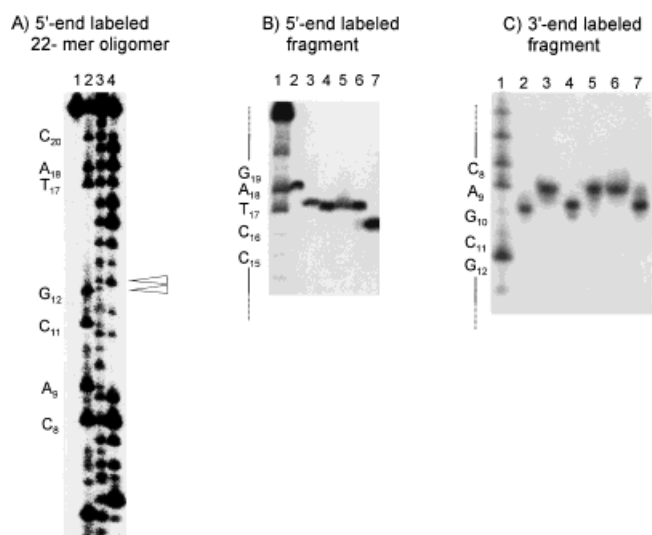 A) 5'-end labeled
22- mer oligomer
1 2 3 4
C20
A18
T17
G12
C11
A9
C8
B) 5'-end labeled
fragment
1 2 3 4 5 6 7
G19
A18
T17
C16
C15
C) 3'-end labeled
fragment
1 2 3 4 5 6 7
C8
A9
G10
C11
G12